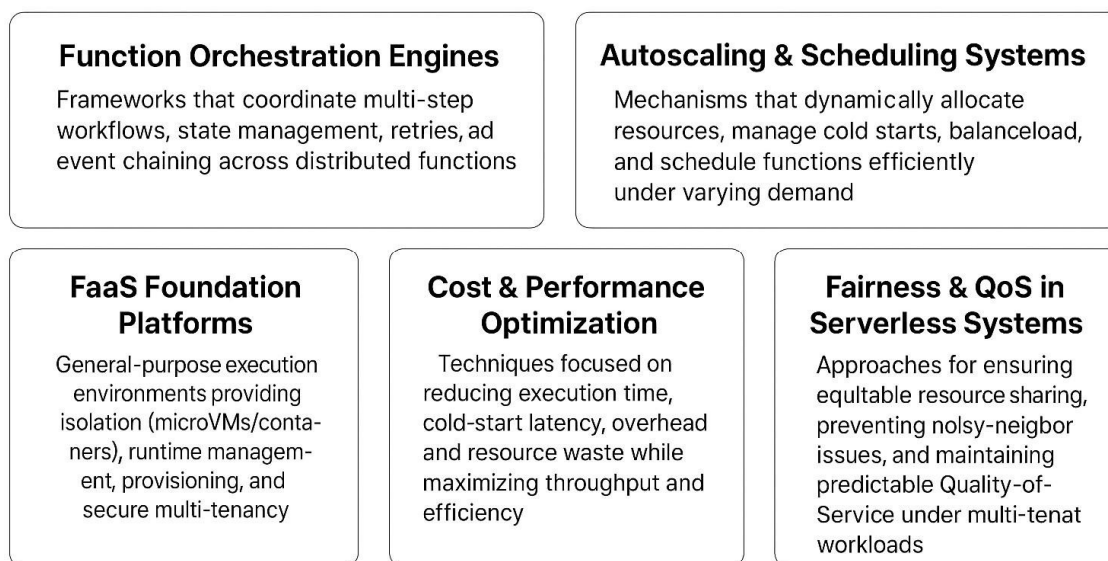 Function Orchestration Engines
Frameworks that coordinate multi-step
workflows, state management, retries, ad
event chaining across distributed functions
Autoscaling & Scheduling Systems
Mechanisms that dynamically allocate
resources, manage cold starts, balanceload,
and schedule functions efficiently
under varying demand
FaaS Foundation
Platforms
General-purpose execution
environments providing
isolation (microVMs/conta-
ners), runtime managem-
ent, provisioning, and
secure multi-tenancy
Cost & Performance
Optimization
Techniques focused on
reducing execution time,
cold-start latency, overhead
and resource waste while
maximizing throughput and
efficiency
Fairness & QoS in
Serverless Systems
Approaches for ensuring
equltable resource sharing,
preventing nolsy-neigbor
issues, and maintaining
predictable Quality-of-
Service under multi-tenat
workloads